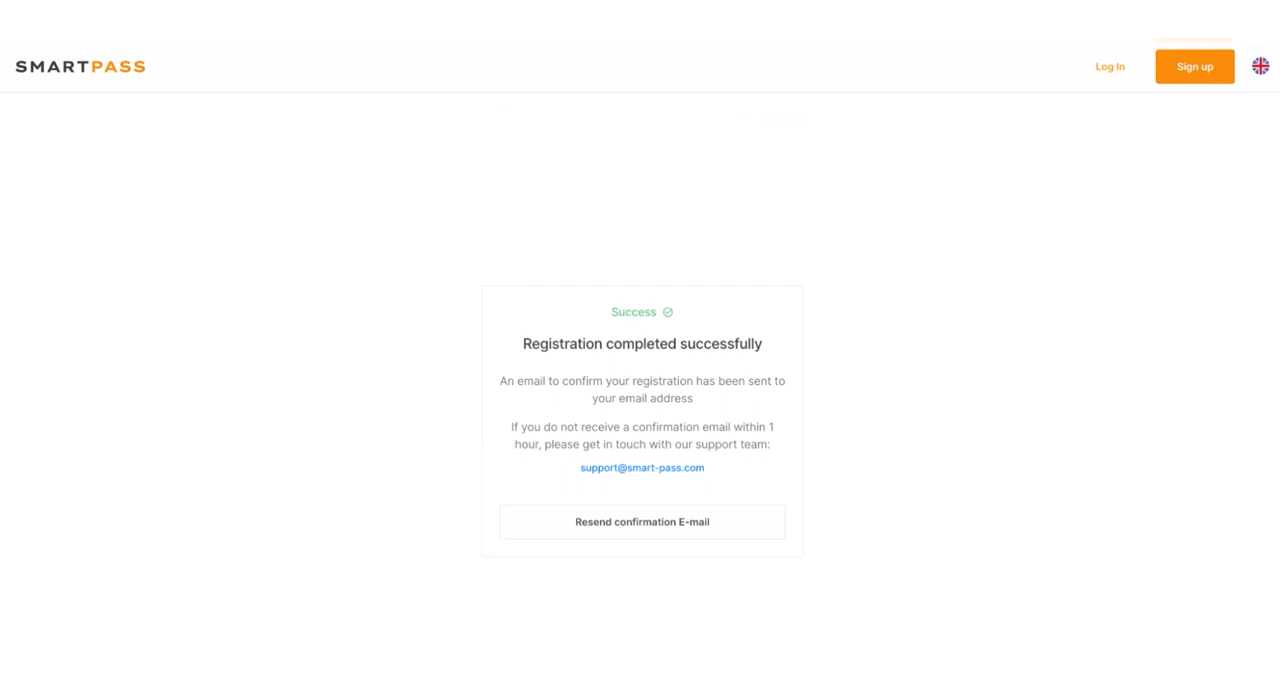 SMARTPASS
Log In
Sign up
Success
Registration completed successfully
An email to confirm your registration has been sent to
your email address
If you do not receive a confirmation email within 1
hour, please get in touch with our support team:
support@smart-pass.com
Resend confirmation E-mail